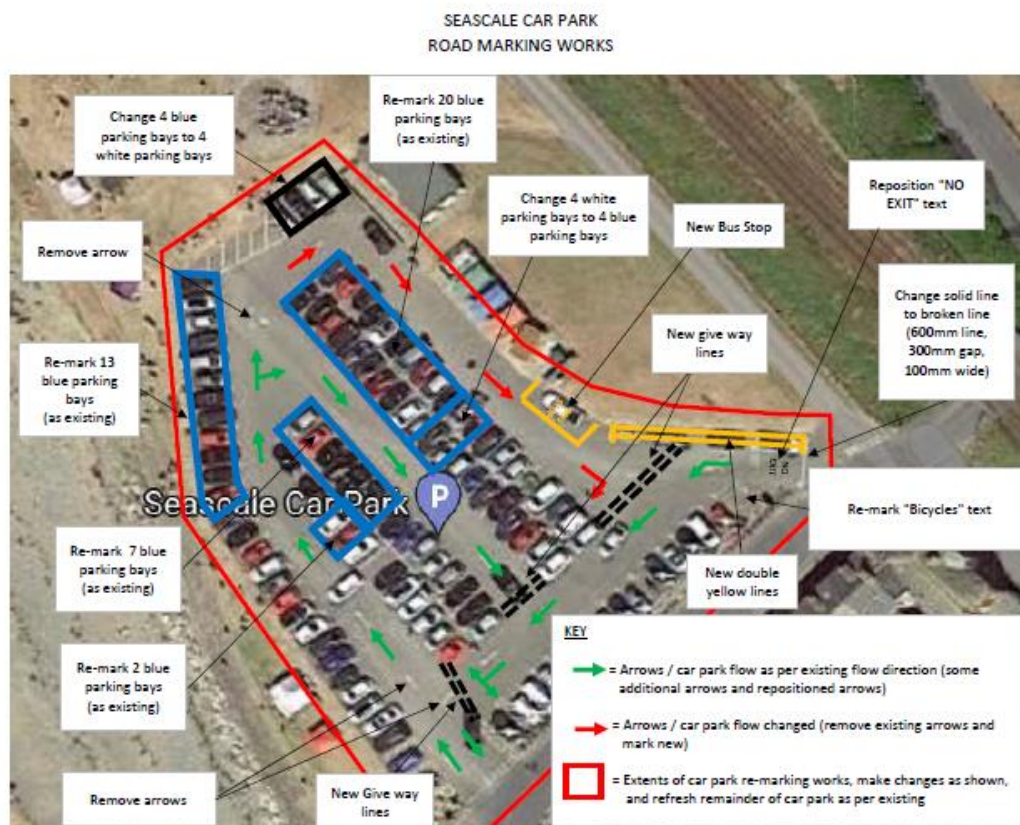 SEASCALE CAR PARK
ROAD MARKING WORKS
Change 4 blue
parking bays to 4
white parking bays
Re-mark 20 blue
parking bays
(as existing)
Change 4 white
parking bays to 4 blue
parking bays
New Bus Stop
Reposition "NO
EXIT" text
Remove arrow
New give way
lines
Change solid line
to broken line
(600mm line,
300mm gap,
100mm wide)
Re-mark 13
blue parking
bays
(as existing)
NO
EXIT
Seascale Car Park
P
Re-mark "Bicycles" text
Re-mark 7 blue
parking bays
(as existing)
New double
yellow lines
Re-mark 2 blue
parking bays
(as existing)
Remove arrows
New Give way
lines
KEY
= Arrows / car park flow as per existing flow direction (some
additional arrows and repositioned arrows)
= Arrows / car park flow changed (remove existing arrows and
mark new)
= Extents of car park re-marking works, make changes as shown,
and refresh remainder of car park as per existing